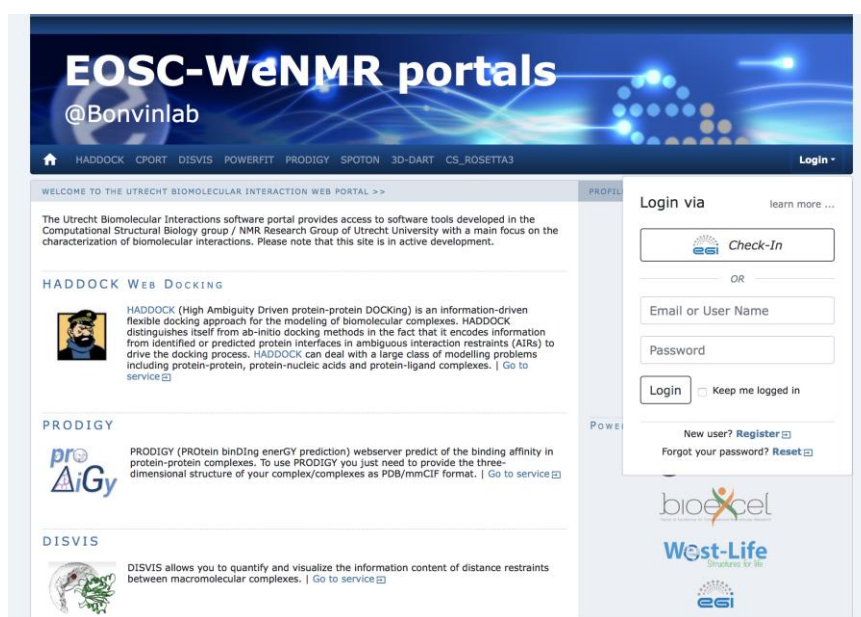 EOSC-WeNMR portals
@Bonvinlab
HADDOCK CPORT DISVIS POWERFIT PRODIGY SPOTON 3D-DART CS_ROSETTA3 Login
WELCOME TO THE UTRECHT BIOMOLECULAR INTERACTION WEB PORTAL >>
The Utrecht Biomolecular Interactions software portal provides access to software tools developed in the
Computational Structural Biology group / NMR Research Group of Utrecht University with a main focus on the
characterization of biomolecular interactions. Please note that this site is in active development.
HADDOCK WEB DOCKING
HADDOCK (High Ambiguity Driven protein-protein DOCKing) is an information-driven
flexible docking approach for the modeling of biomolecular complexes. HADDOCK
distinguishes itself from ab-initio docking methods in the fact that it encodes information
from identified or predicted protein interfaces in ambiguous interaction restraints (AIRs) to
drive the docking process. HADDOCK can deal with a large class of modelling problems
including protein-protein, protein-nucleic acids and protein-ligand complexes. | Go to
service
PRODIGY
proDiGy
PRODIGY (PROtein binDIng enerGY prediction) webserver predict of the binding affinity in
protein-protein complexes. To use PRODIGY you just need to provide the three-
dimensional structure of your complex/complexes as PDB/mmCIF format. | Go to service
DISVIS
DISVIS allows you to quantify and visualize the information content of distance restraints
between macromolecular complexes. | Go to service
Login via learn more ...
egi Check-In
OR
Email or User Name
Password
Login Keep me logged in
New user? Register
Forgot your password? Reset
bioexcel
West-Life
Structures for life
egi